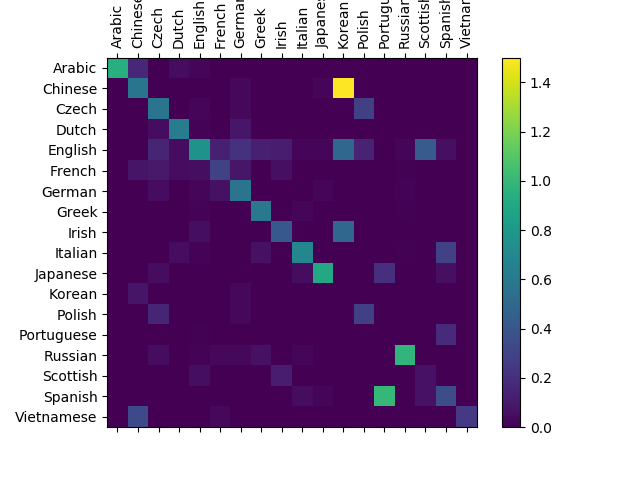 Arabic
Chinese
Czech
Dutch
English
French
German
Greek
Irish
Italian
Japanes
Korean
Polish
Portugu
Russian
Scottish
Spanish
Vietnam
Arabic
Chinese
Czech
Dutch
English
French
German
Greek
Irish
Italian
Japanese
Korean
Polish
Portuguese
Russian
Scottish
Spanish
Vietnamese
1.4
1.2
1.0
0.8
0.6
0.4
0.2
0.0